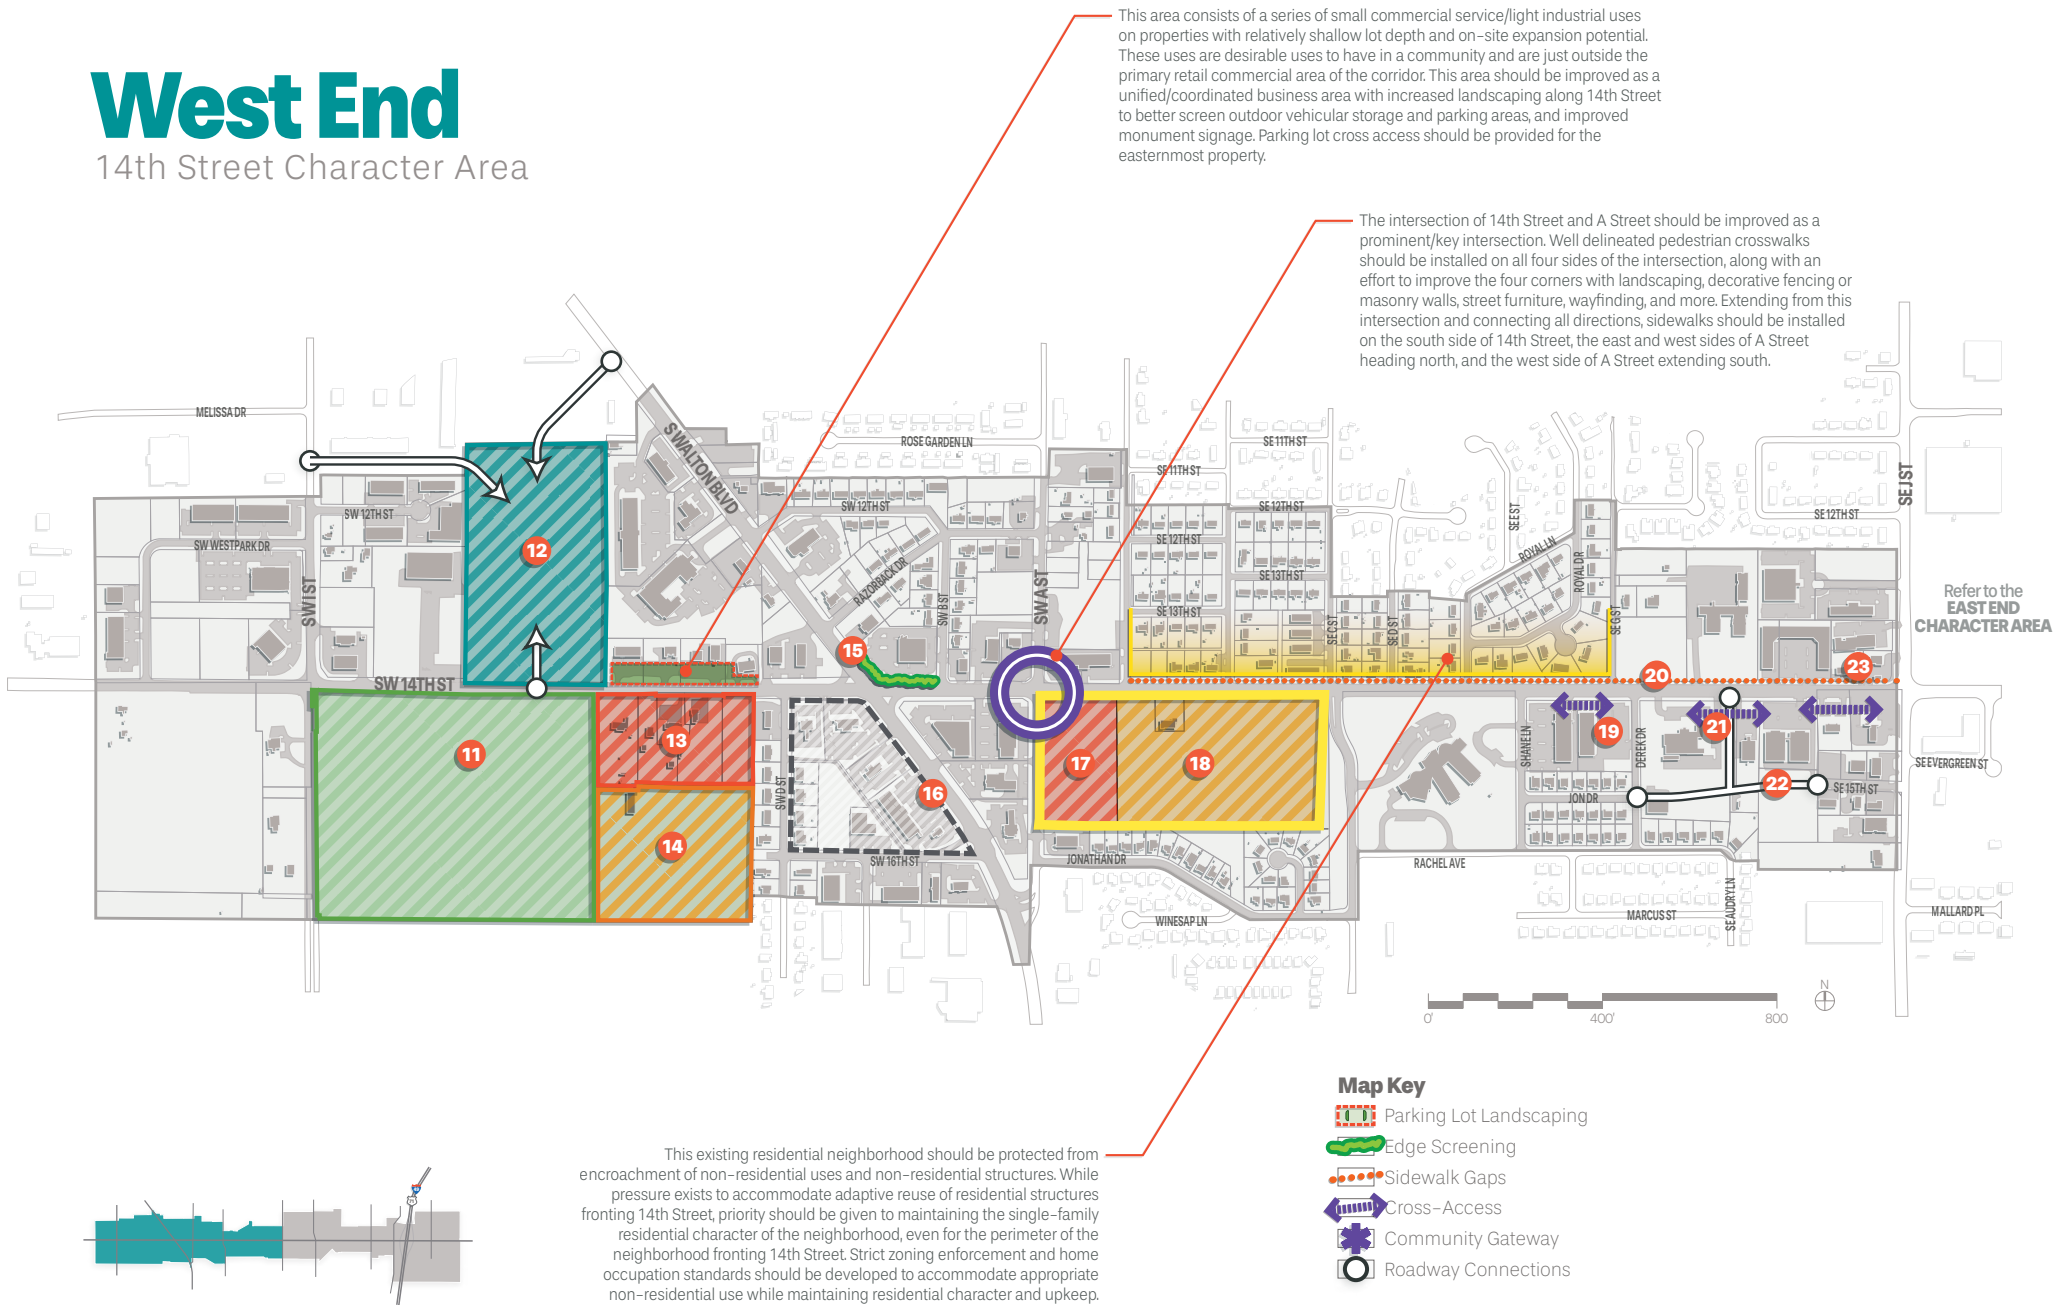 This area consists of a series of small commercial service/light industrial uses
on properties with relatively shallow lot depth and on-site expansion potential.
These uses are desirable uses to have in a community and are just outside the
primary retail commercial area of the corridor. This area should be improved as a
unified/coordinated business area with increased landscaping along 14th Street
to better screen outdoor vehicular storage and parking areas, and improved
monument signage. Parking lot cross access should be provided for the
easternmost property.
West End
14th Street Character Area
The intersection of 14th Street and A Street should be improved as a
prominent/key intersection. Well delineated pedestrian crosswalks
should be installed on all four sides of the intersection, along with an
effort to improve the four corners with landscaping, decorative fencing or
masonry walls, street furniture, wayfinding, and more. Extending from this
intersection and connecting all directions, sidewalks should be installed
on the south side of 14th Street, the east and west sides of A Street
heading north, and the west side of A Street extending south.
MELISSA DR
S WALTON BLVD
ROSE GARDEN LN
SE 11TH ST
SE 11TH ST
SE J ST
SW 12TH ST
SW 12TH ST
SE 12TH ST
SE E ST
SE 12TH ST
SW WESTPARK DR
SE 12TH ST
ROYAL LN
12
RAZORBACK DR
SE 13TH ST
ROYAL DR
SW I ST
SW B ST
SW A ST
SE 13TH ST
SE C ST
SE D ST
SE G ST
Refer to the
EAST END
CHARACTER AREA
15
20
23
SW 14TH ST
11
13
17
18
SHANE LN
19
DEREK DR
21
SE EVERGREEN ST
SW D ST
16
22
SE 15TH ST
JON DR
14
SW 16TH ST
JONATHAN DR
RACHEL AVE
WINESAP LN
MARCUS ST
SE AUDRY LN
MALLARD PL
N
0'
400'
800
Map Key
Parking Lot Landscaping
Edge Screening
Sidewalk Gaps
Cross-Access
Community Gateway
Roadway Connections
This existing residential neighborhood should be protected from
encroachment of non-residential uses and non-residential structures. While
pressure exists to accommodate adaptive reuse of residential structures
fronting 14th Street, priority should be given to maintaining the single-family
residential character of the neighborhood, even for the perimeter of the
neighborhood fronting 14th Street. Strict zoning enforcement and home
occupation standards should be developed to accommodate appropriate
non-residential use while maintaining residential character and upkeep.